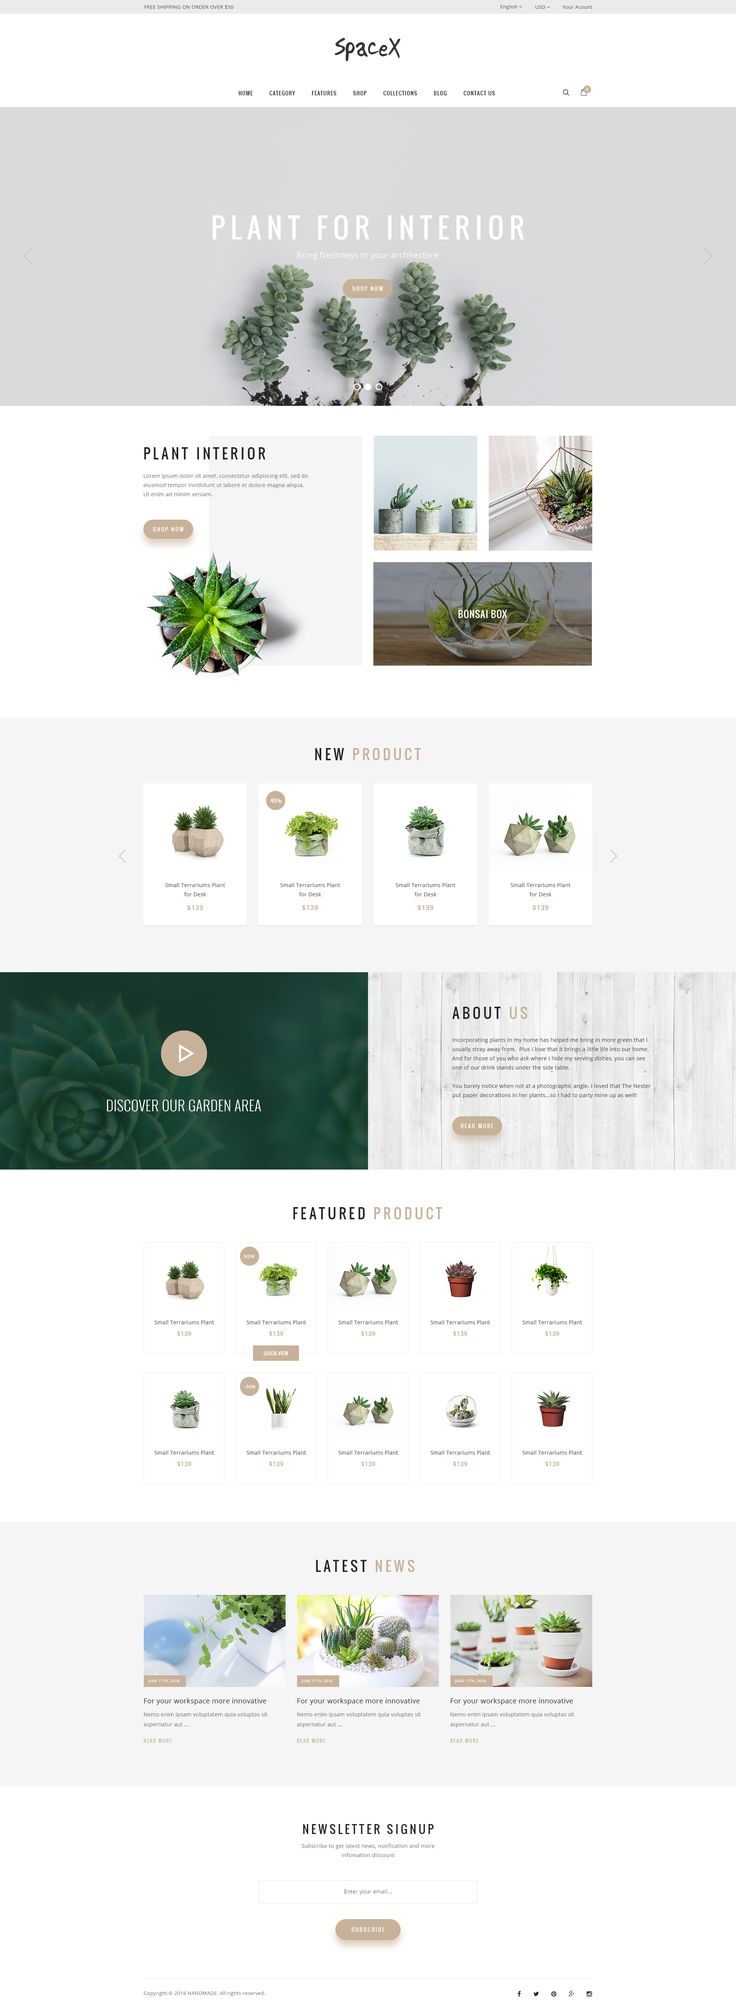 FREE SHIPPING ON ORDER OVER $50
English USD Your Acount
SpaceX
HOME CATEGORY FEATURES SHOP COLLECTIONS BLOG CONTACT US
PLANT FOR INTERIOR
Bring freshness to your architecture
SHOP NOW
PLANT INTERIOR
Lorem ipsum dolor sit amet, consectetur adipiscing elit, sed do
eiusmod tempor incididunt ut labore et dolore magna aliqua.
Ut enim ad minim veniam.
SHOP NOW
BONSAI BOX
NEW PRODUCT
40%
Small Terrariums Plant
for Desk
$139
Small Terrariums Plant
for Desk
$139
Small Terrariums Plant
for Desk
$139
Small Terrariums Plant
for Desk
$139
DISCOVER OUR GARDEN AREA
ABOUT US
Incorporating plants in my home has helped me bring in more green that I
usually stray away from. Plus I love that it brings a little life into our home.
And for those of you who ask where I hide my serving dishes, you can see
one of our drink stands under the side table.
You barely notice when not at a photographic angle. I loved that The Nester
put paper decorations in her plants...so I had to party mine up as well!
READ MORE
FEATURED PRODUCT
Small Terrariums Plant
$139
NEW
Small Terrariums Plant
$139
QUICK VIEW
Small Terrariums Plant
$139
Small Terrariums Plant
$139
Small Terrariums Plant
$139
Small Terrariums Plant
$139
-40%
Small Terrariums Plant
$139
Small Terrariums Plant
$139
Small Terrariums Plant
$139
Small Terrariums Plant
$139
LATEST NEWS
JUNE 17TH, 2016
For your workspace more innovative
Nemo enim ipsam voluptatem quia voluptas sit
aspernatur aut ...
READ MORE
JUNE 17TH, 2016
For your workspace more innovative
Nemo enim ipsam voluptatem quia voluptas sit
aspernatur aut ...
READ MORE
JUNE 17TH, 2016
For your workspace more innovative
Nemo enim ipsam voluptatem quia voluptas sit
aspernatur aut ...
READ MORE
NEWSLETTER SIGNUP
Subscribe to get latest news, notification and more
infomation discount
Enter your email...
SUBSCRIBE
Copyright © 2016 HANDMADE. All rights reserved.